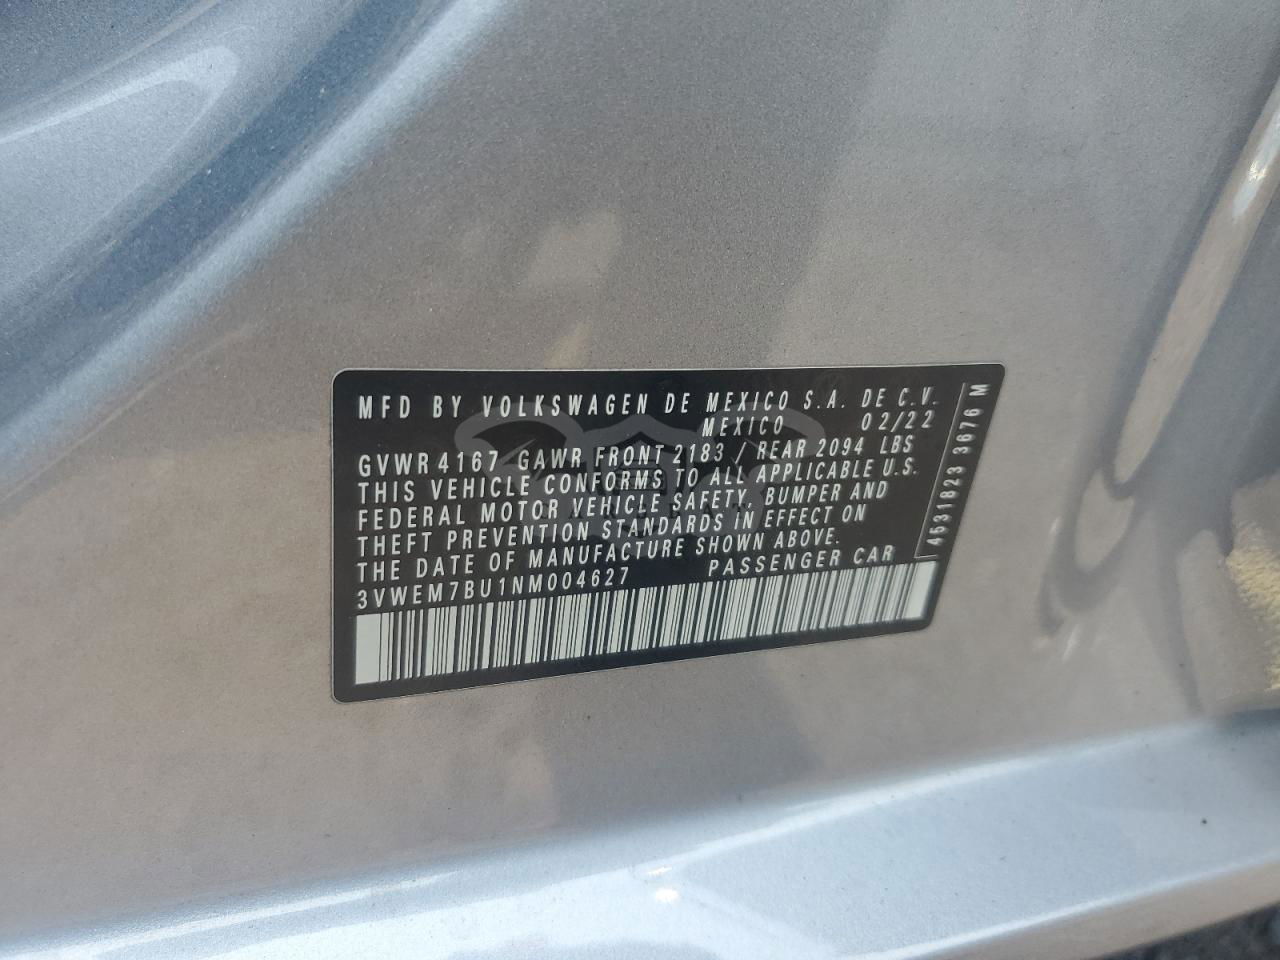 MFD BY VOLKSWAGEN DE MEXICO S.A. DE C.V.
MEXICO 02/22
GVWR 4167 GAWR FRONT 2183 / REAR 2094 LBS
THIS VEHICLE CONFORMS TO ALL APPLICABLE U.S.
FEDERAL MOTOR VEHICLE SAFETY, BUMPER AND
THEFT PREVENTION STANDARDS IN EFFECT ON
THE DATE OF MANUFACTURE SHOWN ABOVE.
3VWEM7BU1NM004627 PASSENGER CAR
4531823 3676 M